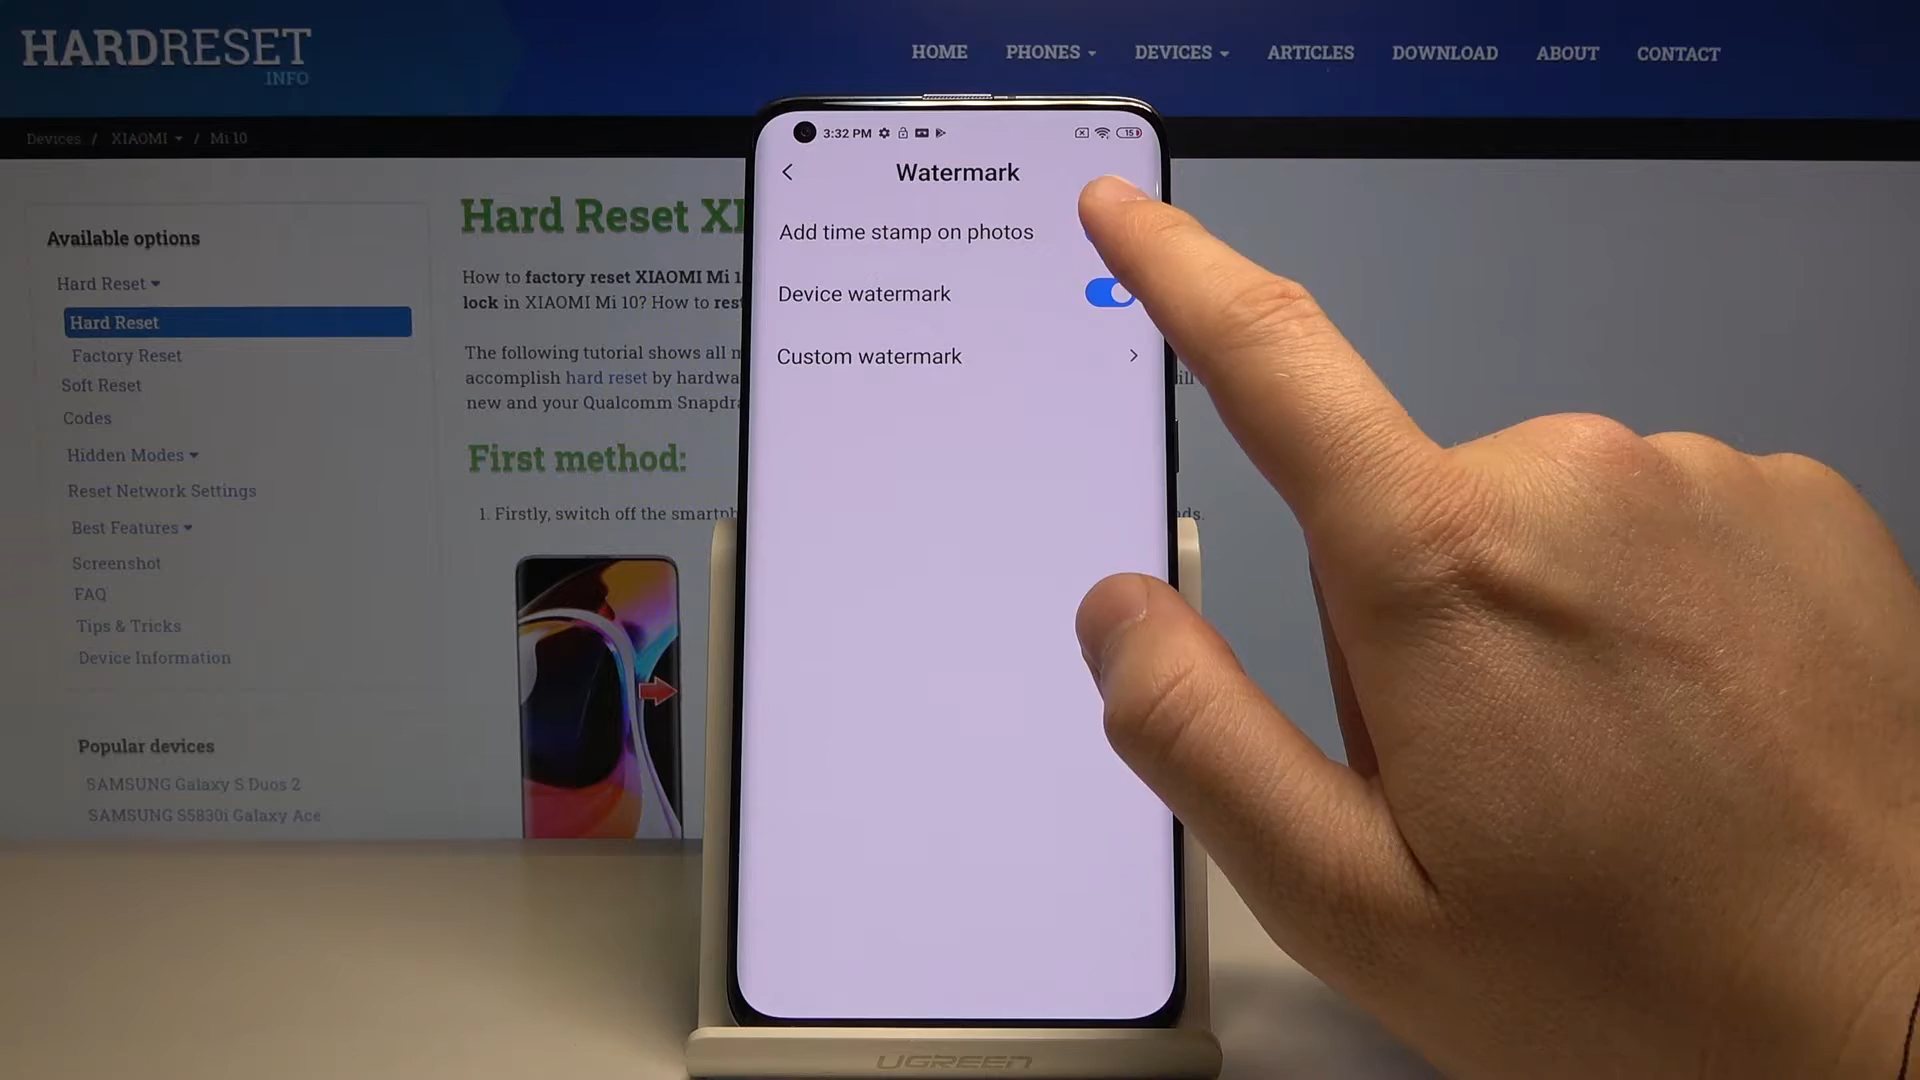 HARDRESET
INFO
HOME PHONES DEVICES ARTICLES DOWNLOAD ABOUT CONTACT
Devices / XIAOMI / Mi 10
Available options
Hard Reset
Hard Reset
Factory Reset
Soft Reset
Codes
Hidden Modes
Reset Network Settings
Best Features
Screenshot
FAQ
Tips & Tricks
Device Information
Popular devices
SAMSUNG Galaxy S Duos 2
SAMSUNG S5830i Galaxy Ace
Hard Reset
How to factory reset XIAOMI Mi
lock in XIAOMI Mi 10? How to
The following tutorial shows all
accomplish hard reset by
new and your Qualcomm
First method:
1. Firstly, switch off the
3:32 PM
15
Watermark
Add time stamp on photos
Device watermark
Custom watermark
UGREEN